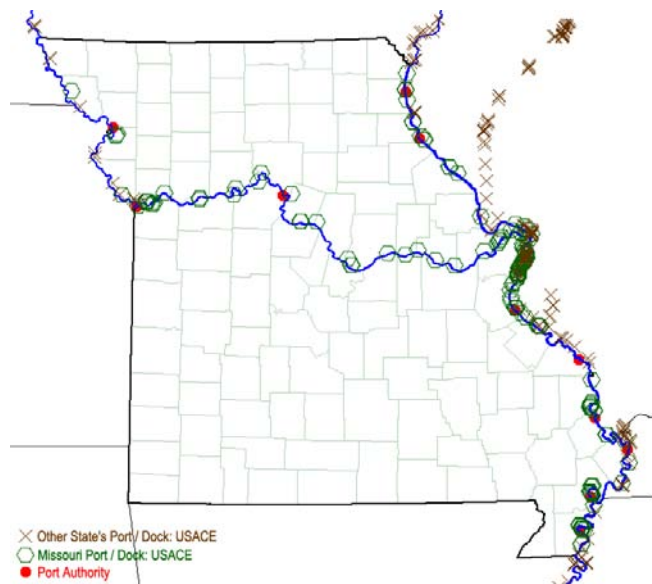 Other State's Port / Dock: USACE
Missouri Port / Dock: USACE
Port Authority